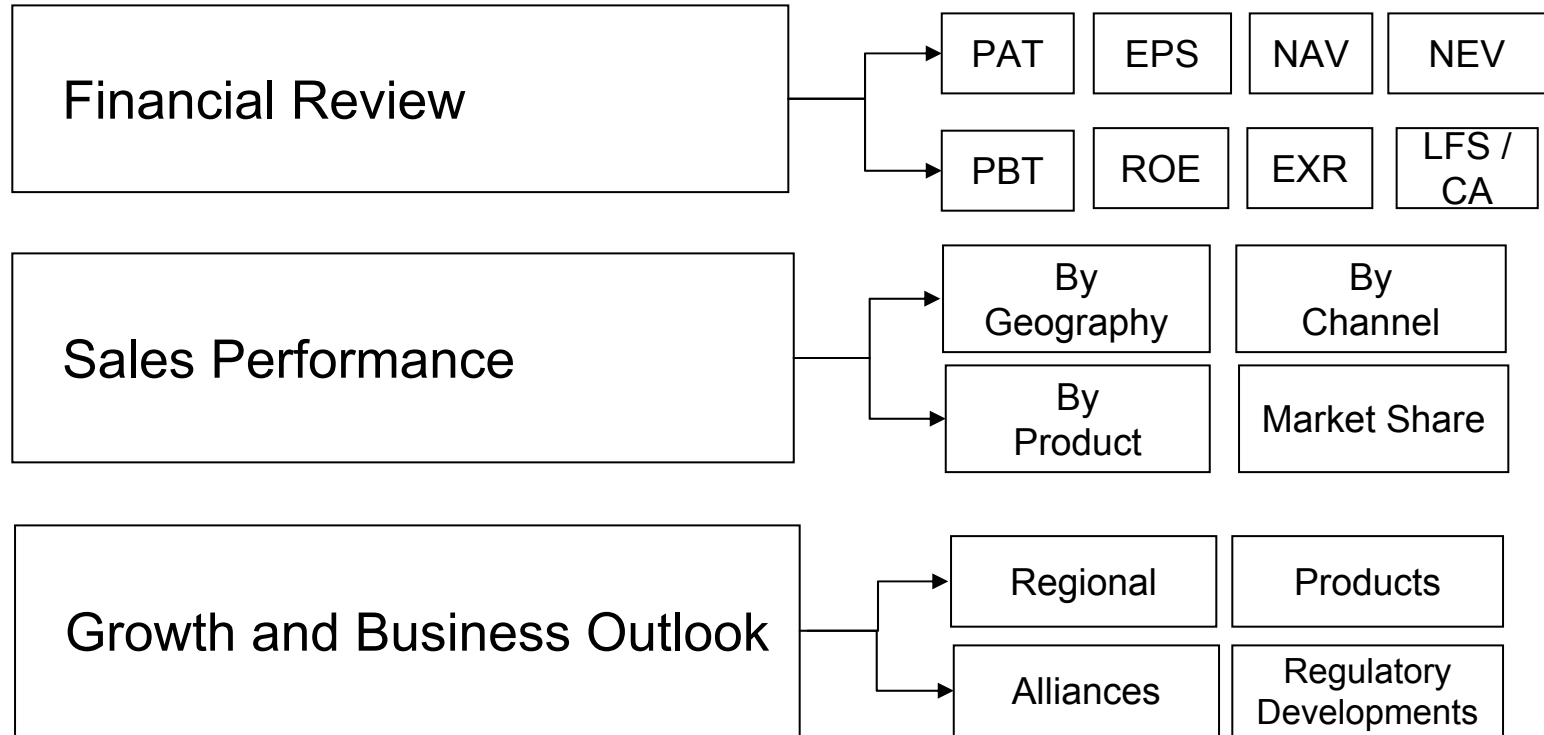 Financial Review
PAT
EPS
NAV
NEV
PBT
ROE
EXR
LFS /
CA
Sales Performance
By
Geography
By
Channel
By
Product
Market Share
Growth and Business Outlook
Regional
Products
Alliances
Regulatory
Developments